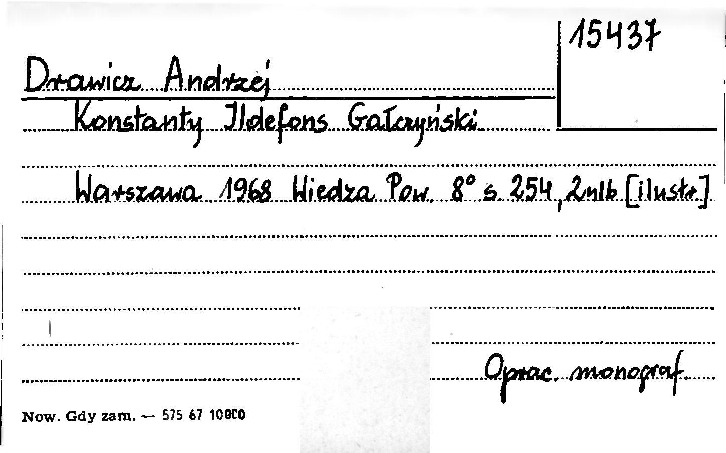 15437
Drawicz Andrzej
Konstanty Ildefons Gałczyński
Warszawa 1968 Wiedza Pow. 8° s. 254, 2nlb [ilustr]
Oprac. monograf.
Now. Gdy zam. — 575 67 10000